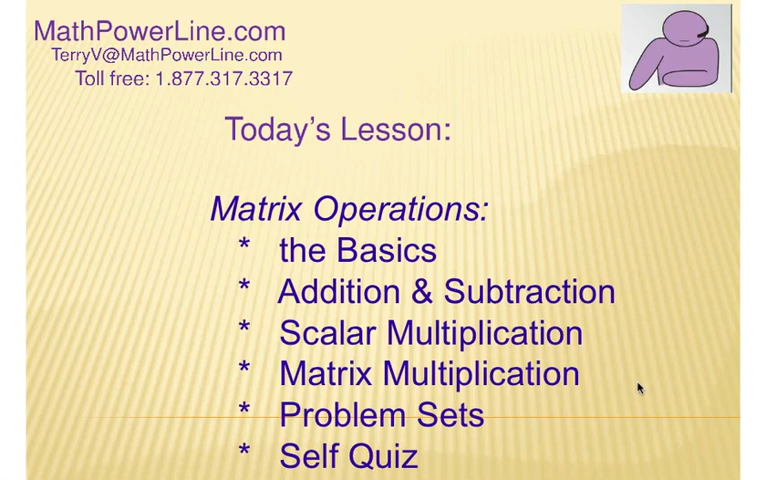 MathPowerLine.com
TerryV@MathPowerLine.com
Toll free: 1.877.317.3317
Today's Lesson:
Matrix Operations:
* the Basics
* Addition & Subtraction
* Scalar Multiplication
* Matrix Multiplication
* Problem Sets
* Self Quiz